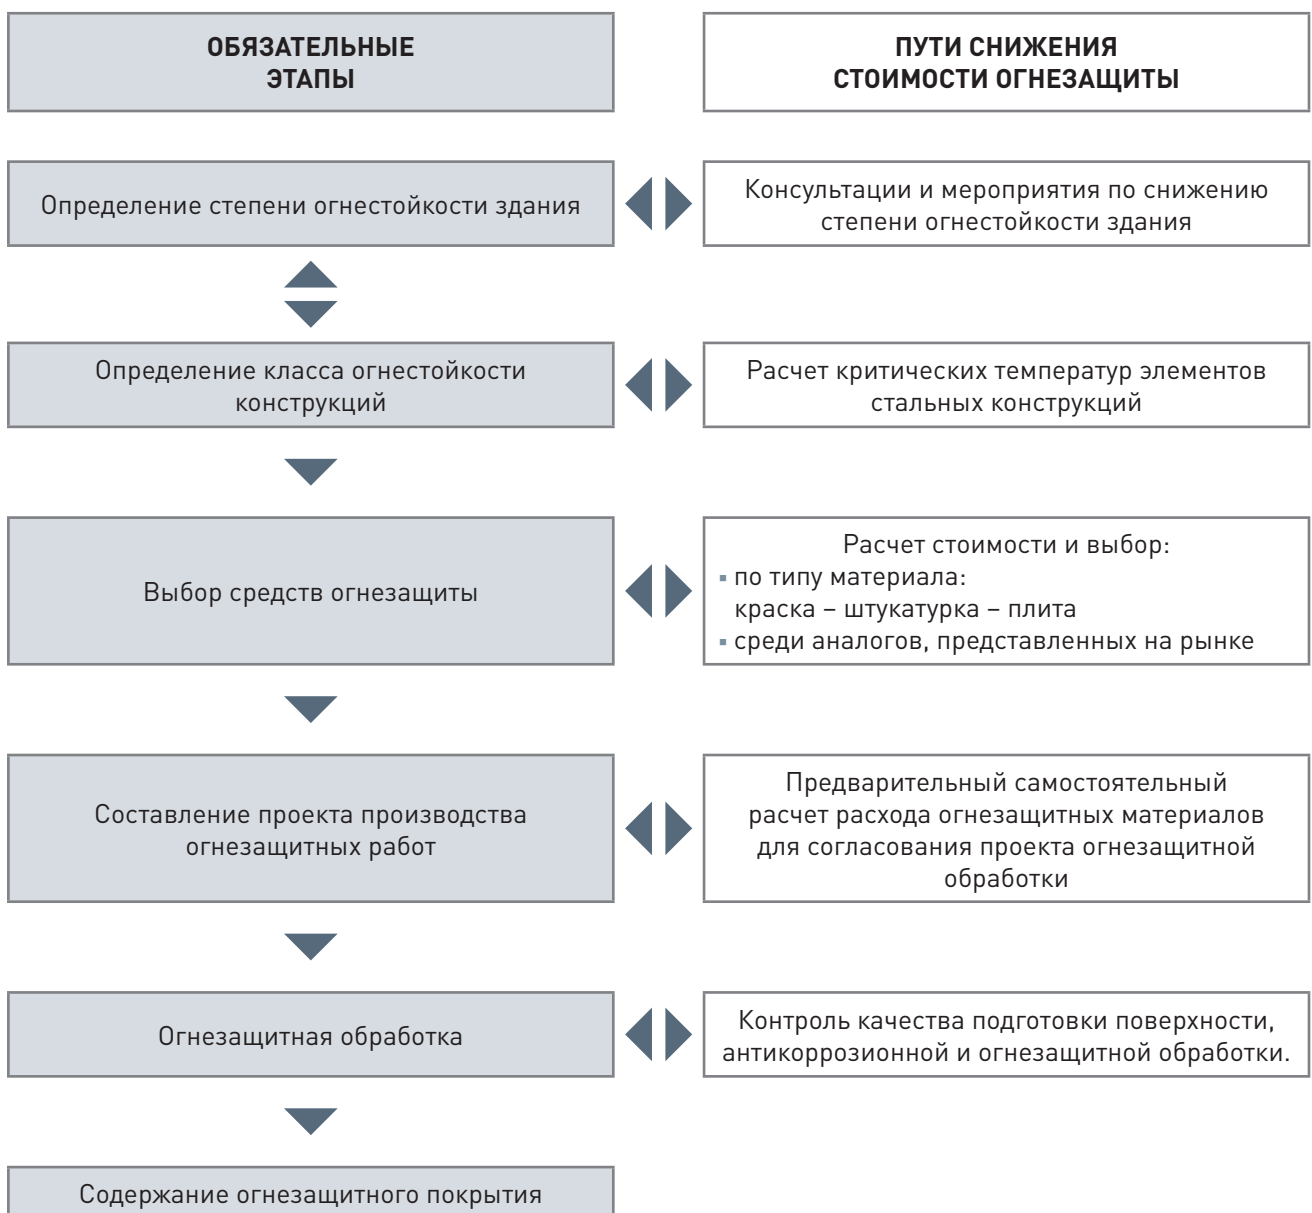 ОБЯЗАТЕЛЬНЫЕ
ЭТАПЫ
ПУТИ СНИЖЕНИЯ
СТОИМОСТИ ОГНЕЗАЩИТЫ
Определение степени огнестойкости здания
Консультации и мероприятия по снижению
степени огнестойкости здания
Определение класса огнестойкости
конструкций
Расчет критических температур элементов
стальных конструкций
Выбор средств огнезащиты
Расчет стоимости и выбор:
▪ по типу материала:
краска – штукатурка – плита
▪ среди аналогов, представленных на рынке
Составление проекта производства
огнезащитных работ
Предварительный самостоятельный
расчет расхода огнезащитных материалов
для согласования проекта огнезащитной
обработки
Огнезащитная обработка
Контроль качества подготовки поверхности,
антикоррозионной и огнезащитной обработки.
Содержание огнезащитного покрытия